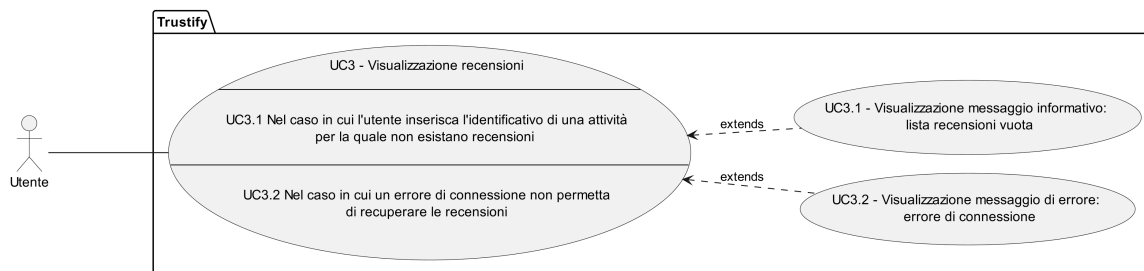 Trustify
UC3 - Visualizzazione recensioni
UC3.1 Nel caso in cui l'utente inserisca l'identificativo di una attività
per la quale non esistano recensioni
UC3.2 Nel caso in cui un errore di connessione non permetta
di recuperare le recensioni
Utente
extends
extends
UC3.1 - Visualizzazione messaggio informativo:
lista recensioni vuota
UC3.2 - Visualizzazione messaggio di errore:
errore di connessione